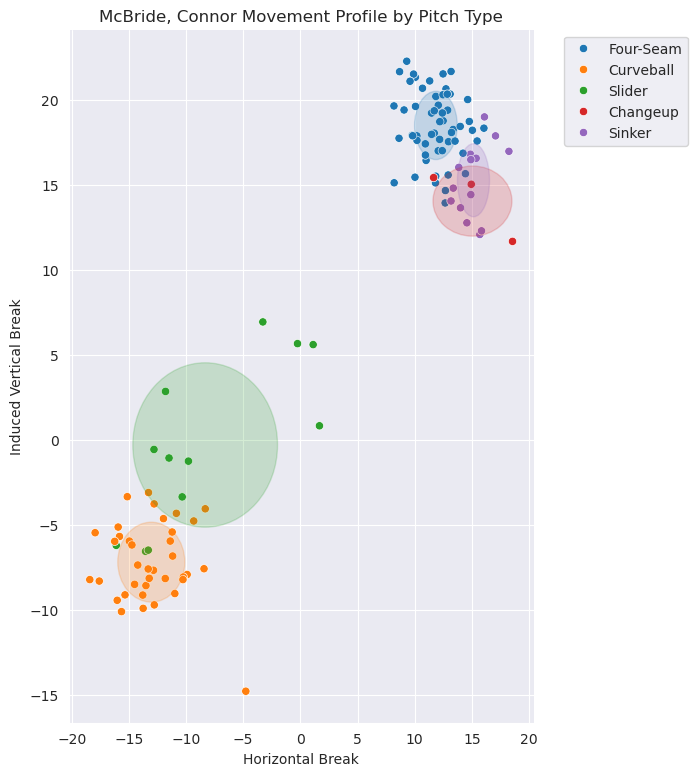 McBride, Connor Movement Profile by Pitch Type
Four-Seam
Curveball
Slider
Changeup
Sinker
20
15
10
5
0
−5
−10
−15
Induced Vertical Break
−20 −15 −10 −5 0 5 10 15 20
Horizontal Break